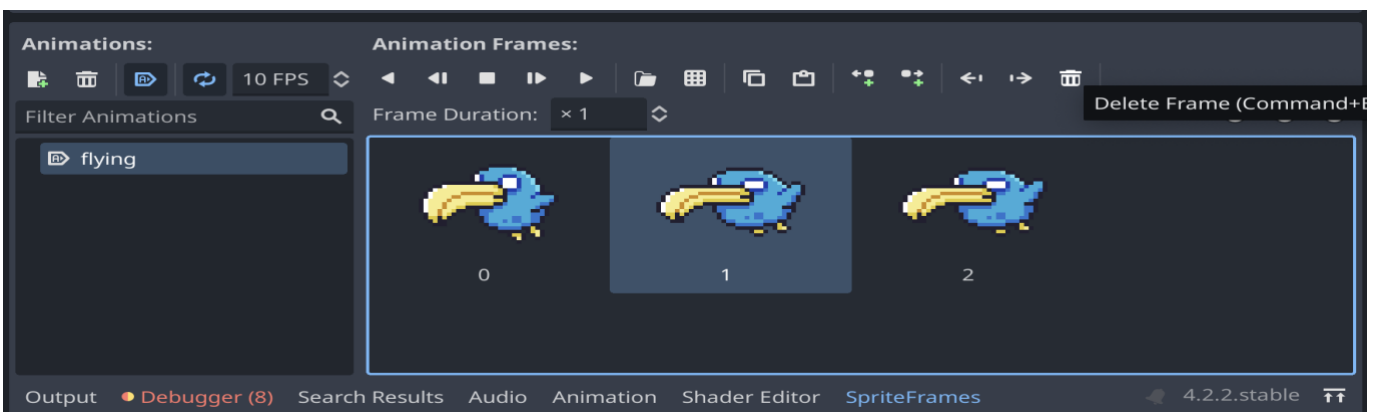 Animations:
Animation Frames:
10 FPS
Filter Animations
Frame Duration: × 1
Delete Frame (Command+
flying
0 1 2
Output Debugger (8) Search Results Audio Animation Shader Editor SpriteFrames 4.2.2.stable